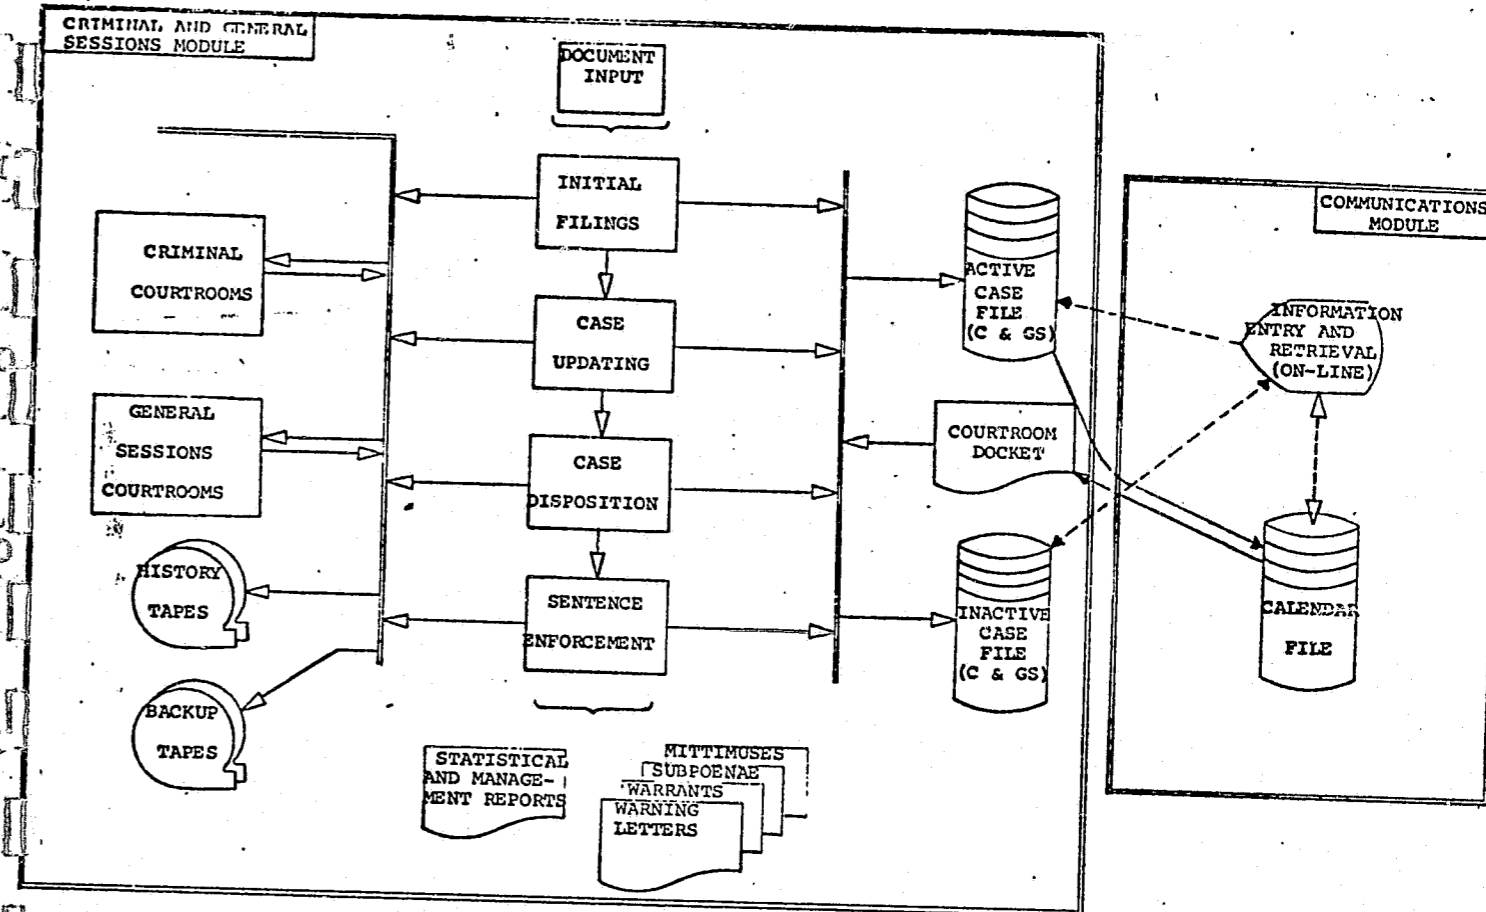 CRIMINAL AND GENERAL
SESSIONS MODULE
DOCUMENT
INPUT
INITIAL
FILINGS
CASE
UPDATING
CASE
DISPOSITION
SENTENCE
ENFORCEMENT
CRIMINAL
COURTROOMS
GENERAL
SESSIONS
COURTROOMS
HISTORY
TAPES
BACKUP
TAPES
STATISTICAL
AND MANAGE-
MENT REPORTS
MITTIMUSES
SUBPOENAE
WARRANTS
WARNING
LETTERS
ACTIVE
CASE
FILE
(C & GS)
COURTROOM
DOCKET
INACTIVE
CASE
FILE
(C & GS)
COMMUNICATIONS
MODULE
INFORMATION
ENTRY AND
RETRIEVAL
(ON-LINE)
CALENDAR
FILE